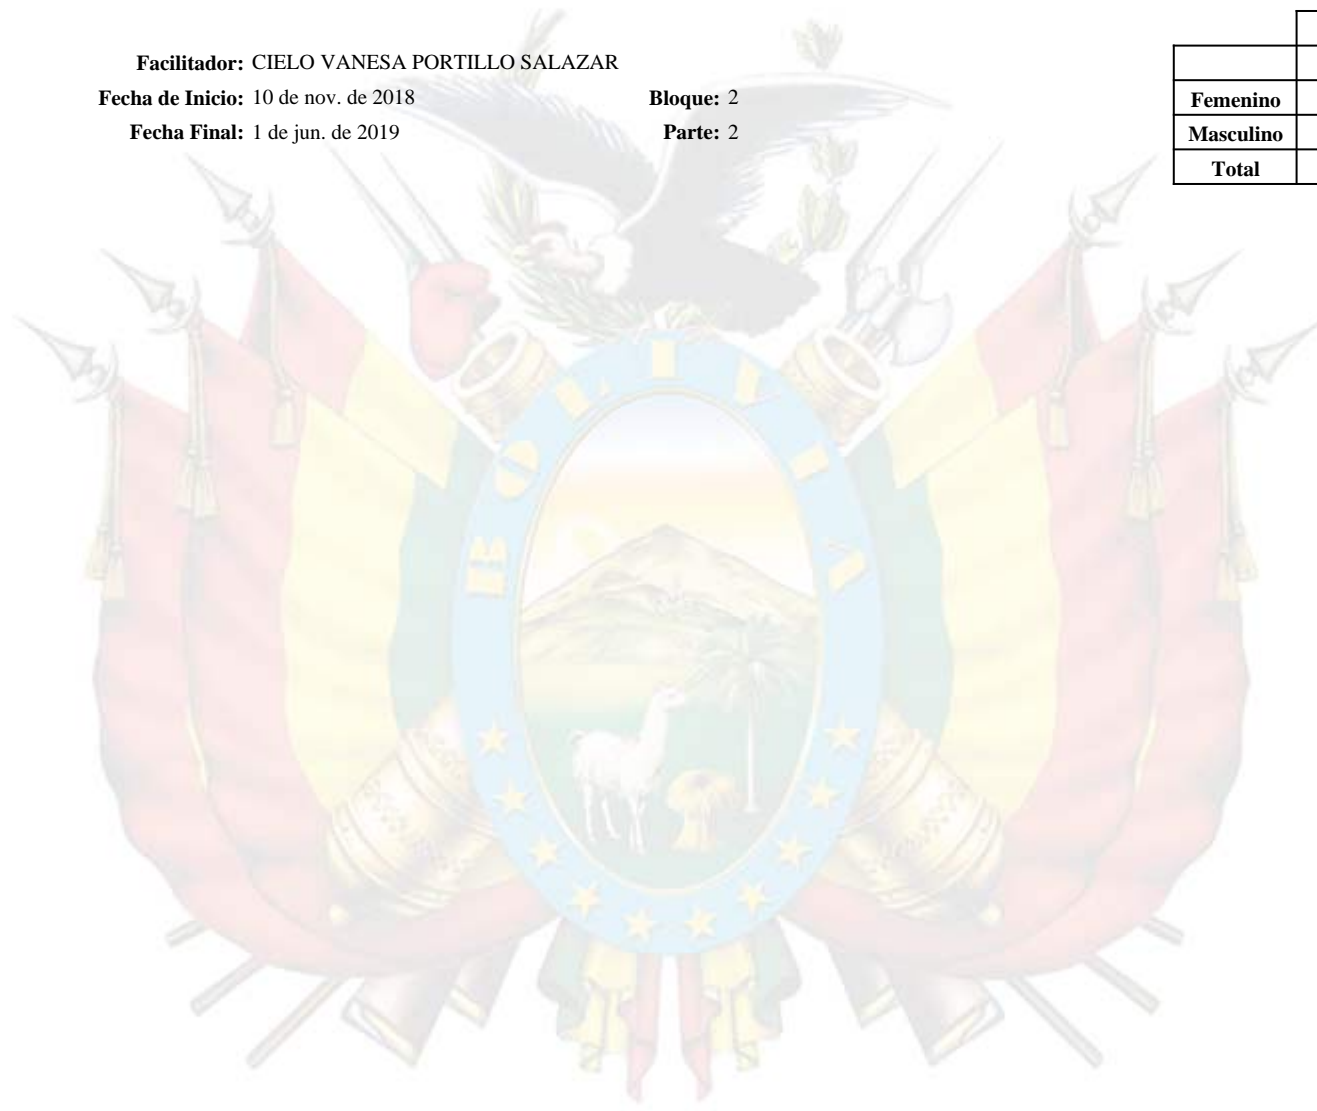 Facilitador: CIELO VANESA PORTILLO SALAZAR
Fecha de Inicio: 10 de nov. de 2018 Bloque: 2
Fecha Final: 1 de jun. de 2019 Parte: 2
Femenino
Masculino
Total
BOLIVIA